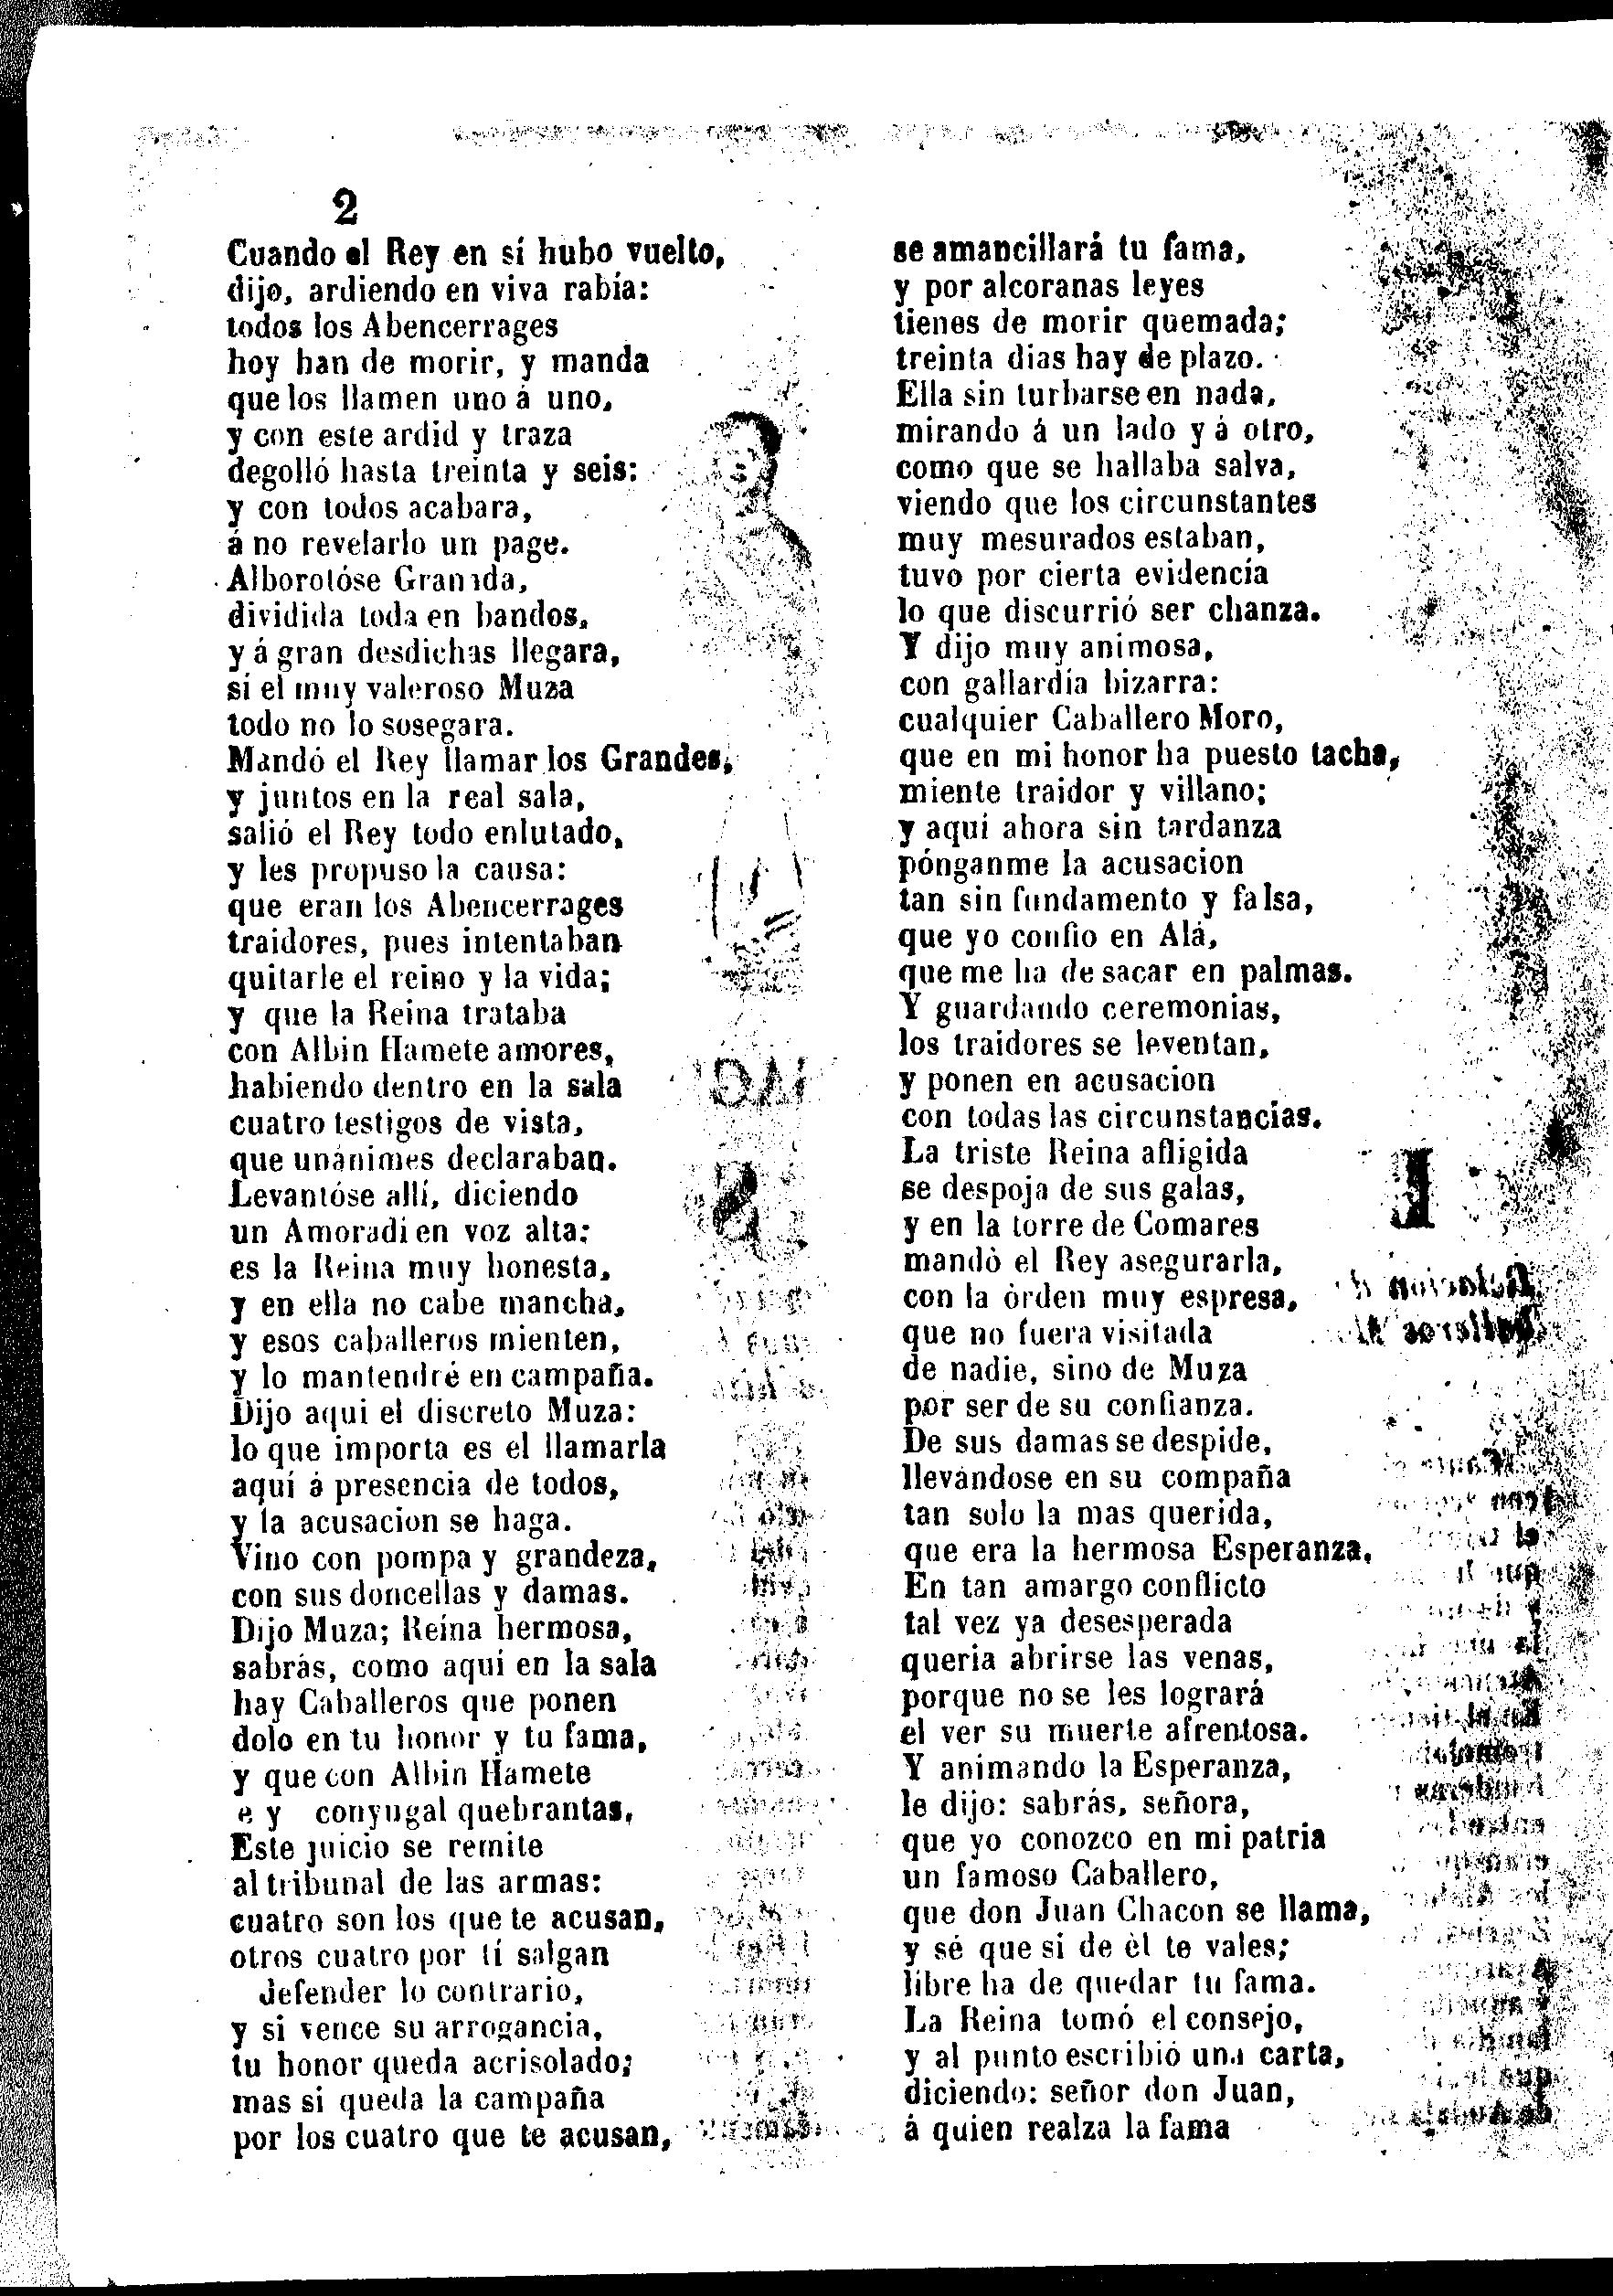 2
Cuando el Rey en sí hubo vuelto,
dijo, ardiendo en viva rabia:
todos los Abencerrages
hoy han de morir, y manda
que los llamen uno á uno,
y con este ardid y traza
degolló hasta treinta y seis:
y con todos acabara,
á no revelarlo un page.
Alborotóse Granada,
dividida toda en bandos,
y á gran desdichas llegara,
si el muy valeroso Muza
todo no lo sosegara.
Mandó el Rey llamar los Grandes,
y juntos en la real sala,
salió el Rey todo enlutado,
y les propuso la causa:
que eran los Abencerrages
traidores, pues intentaban
quitarle el reino y la vida;
y que la Reina trataba
con Albin Hamete amores,
habiendo dentro en la sala
cuatro testigos de vista,
que unánimes declaraban.
Levantóse allí, diciendo
un Amoradi en voz alta:
es la Reina muy honesta,
y en ella no cabe mancha,
y esos caballeros mienten,
y lo mantendré en campaña.
Dijo aqui el discreto Muza:
lo que importa es el llamarla
aquí á presencia de todos,
y la acusacion se haga.
Vino con pompa y grandeza,
con sus doncellas y damas.
Dijo Muza; Reina hermosa,
sabrás, como aqui en la sala
hay Caballeros que ponen
dolo en tu honor y tu fama,
y que con Albin Hamete
e y conyugal quebrantas,
Este juicio se remite
al tribunal de las armas:
cuatro son los que te acusan,
otros cuatro por tí salgan
defender lo contrario,
y si vence su arrogancia,
tu honor queda acrisolado;
mas si queda la campaña
por los cuatro que te acusan,
se amancillará tu fama,
y por alcoranas leyes
tienes de morir quemada;
treinta dias hay de plazo.
Ella sin turbarse en nada,
mirando á un lado y á otro,
como que se hallaba salva,
viendo que los circunstantes
muy mesurados estaban,
tuvo por cierta evidencia
lo que discurrió ser chanza.
Y dijo muy animosa,
con gallardía bizarra:
cualquier Caballero Moro,
que en mi honor ha puesto tacha,
miente traidor y villano;
y aqui ahora sin tardanza
pónganme la acusacion
tan sin fundamento y falsa,
que yo confio en Alá,
que me ha de sacar en palmas.
Y guardando ceremonias,
los traidores se leventan,
y ponen en acusacion
con todas las circunstancias.
La triste Reina afligida
se despoja de sus galas,
y en la torre de Comares
mandó el Rey asegurarla,
con la órden muy espresa,
que no fuera visitada
de nadie, sino de Muza
por ser de su confianza.
De sus damas se despide,
llevándose en su compaña
tan solo la mas querida,
que era la hermosa Esperanza.
En tan amargo conflicto
tal vez ya desesperada
queria abrirse las venas,
porque no se les logrará
el ver su muerte afrentosa.
Y animando la Esperanza,
le dijo: sabrás, señora,
que yo conozco en mi patria
un famoso Caballero,
que don Juan Chacon se llama,
y sé que si de él te vales;
libre ha de quedar tu fama.
La Reina tomó el consejo,
y al punto escribió una carta,
diciendo: señor don Juan,
á quien realza la fama